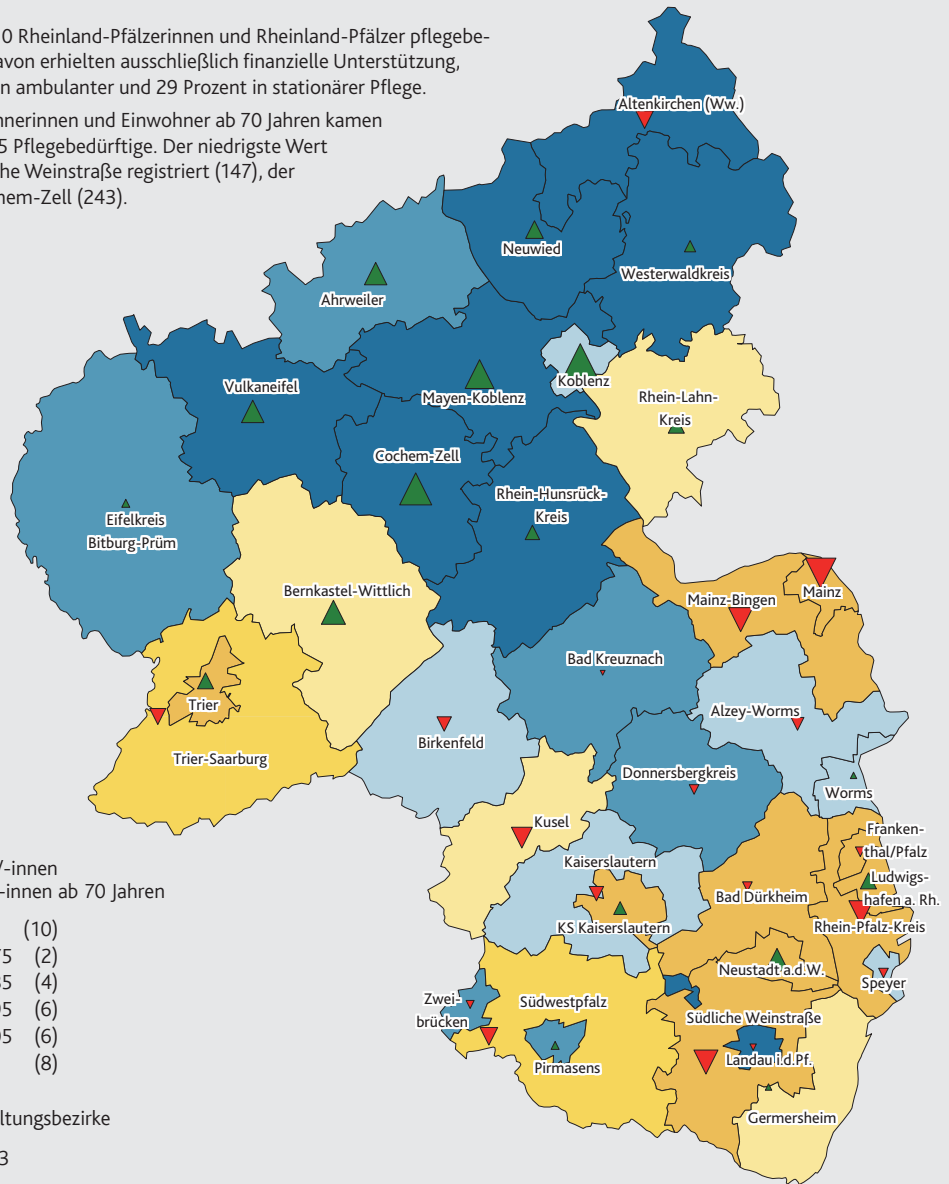 0 Rheinland-Pfälzerinnen und Rheinland-Pfälzer pflegebe-
avon erhielten ausschließlich finanzielle Unterstützung,
n ambulanter und 29 Prozent in stationärer Pflege.
nnerinnen und Einwohner ab 70 Jahren kamen
5 Pflegebedürftige. Der niedrigste Wert
he Weinstraße registriert (147), der
hem-Zell (243).
Altenkirchen (Ww.)
Neuwied
Westerwaldkreis
Ahrweiler
Koblenz
Vulkaneifel
Mayen-Koblenz
Rhein-Lahn-
Kreis
Cochem-Zell
Rhein-Hunsrück-
Kreis
Eifelkreis
Bitburg-Prüm
Bernkastel-Wittlich
Mainz-Bingen
Mainz
Bad Kreuznach
Trier
Alzey-Worms
Birkenfeld
Trier-Saarburg
Donnersbergkreis
Worms
Kusel
Franken-
thal/Pfalz
Kaiserslautern
Ludwigs-
hafen a. Rh.
Bad Dürkheim
KS Kaiserslautern
Rhein-Pfalz-Kreis
Neustadt a.d.W.
Speyer
Zwei-
brücken
Südwestpfalz
Südliche Weinstraße
Landau i.d.Pf.
Pirmasens
Germersheim
/-innen
-innen ab 70 Jahren
(10)
75 (2)
85 (4)
95 (6)
05 (6)
(8)
ltungsbezirke
3